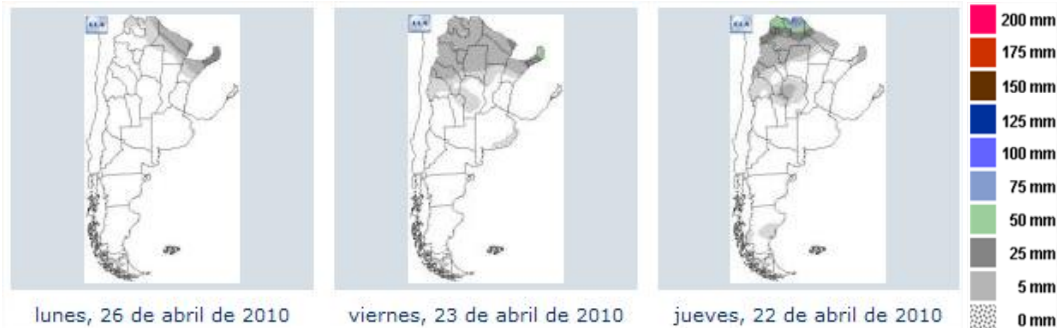 lunes, 26 de abril de 2010
viernes, 23 de abril de 2010
jueves, 22 de abril de 2010
200 mm
175 mm
150 mm
125 mm
100 mm
75 mm
50 mm
25 mm
5 mm
0 mm